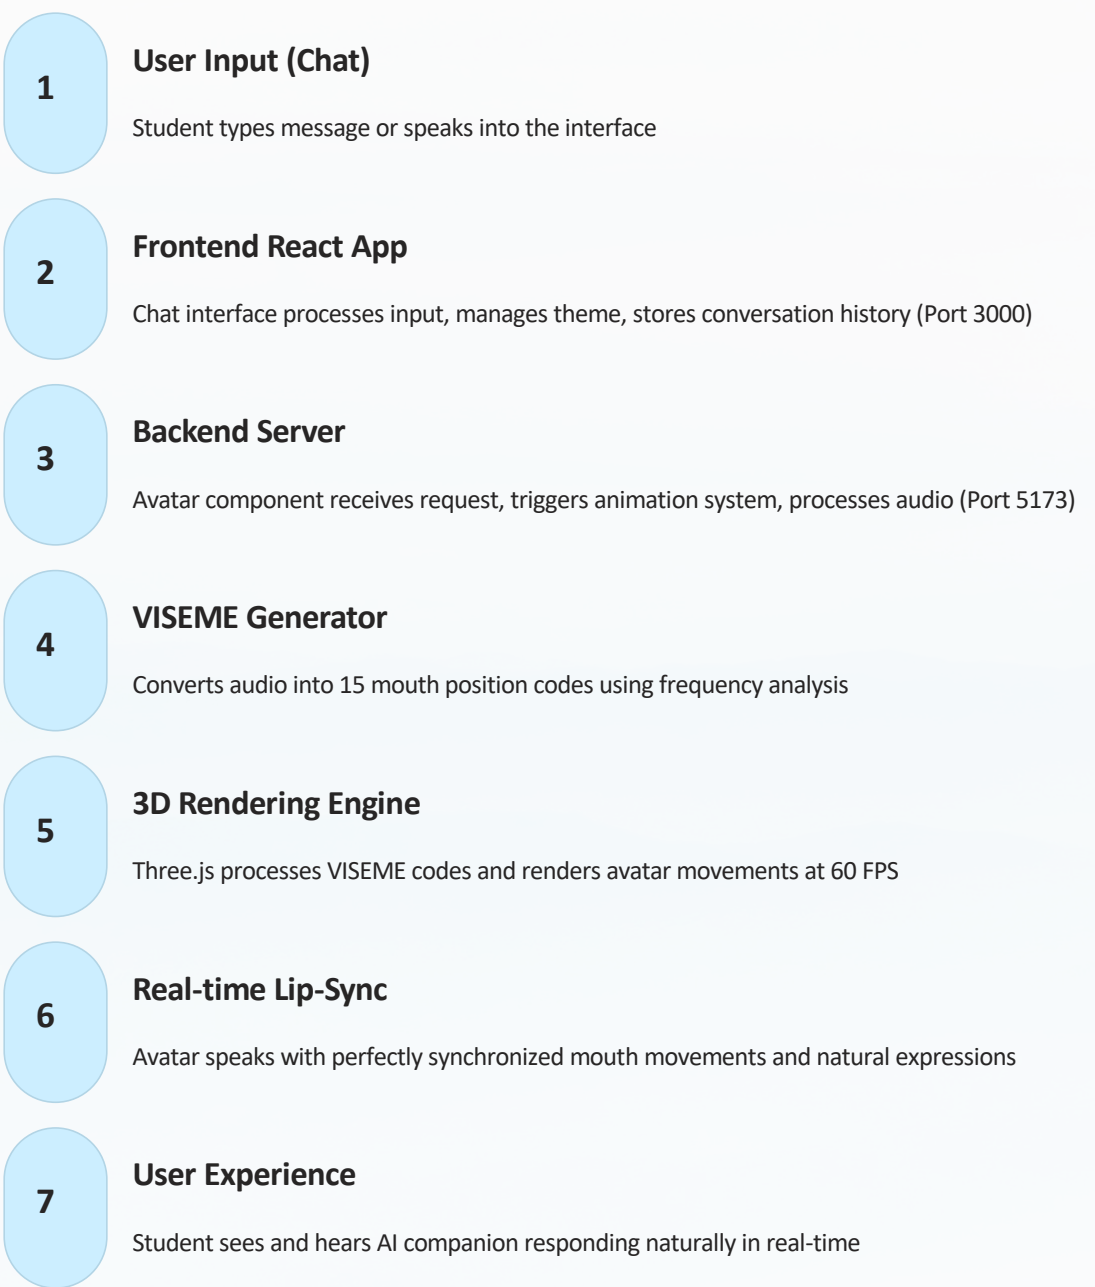 1
User Input (Chat)
Student types message or speaks into the interface
2
Frontend React App
Chat interface processes input, manages theme, stores conversation history (Port 3000)
3
Backend Server
Avatar component receives request, triggers animation system, processes audio (Port 5173)
4
VISEME Generator
Converts audio into 15 mouth position codes using frequency analysis
5
3D Rendering Engine
Three.js processes VISEME codes and renders avatar movements at 60 FPS
6
Real-time Lip-Sync
Avatar speaks with perfectly synchronized mouth movements and natural expressions
7
User Experience
Student sees and hears AI companion responding naturally in real-time